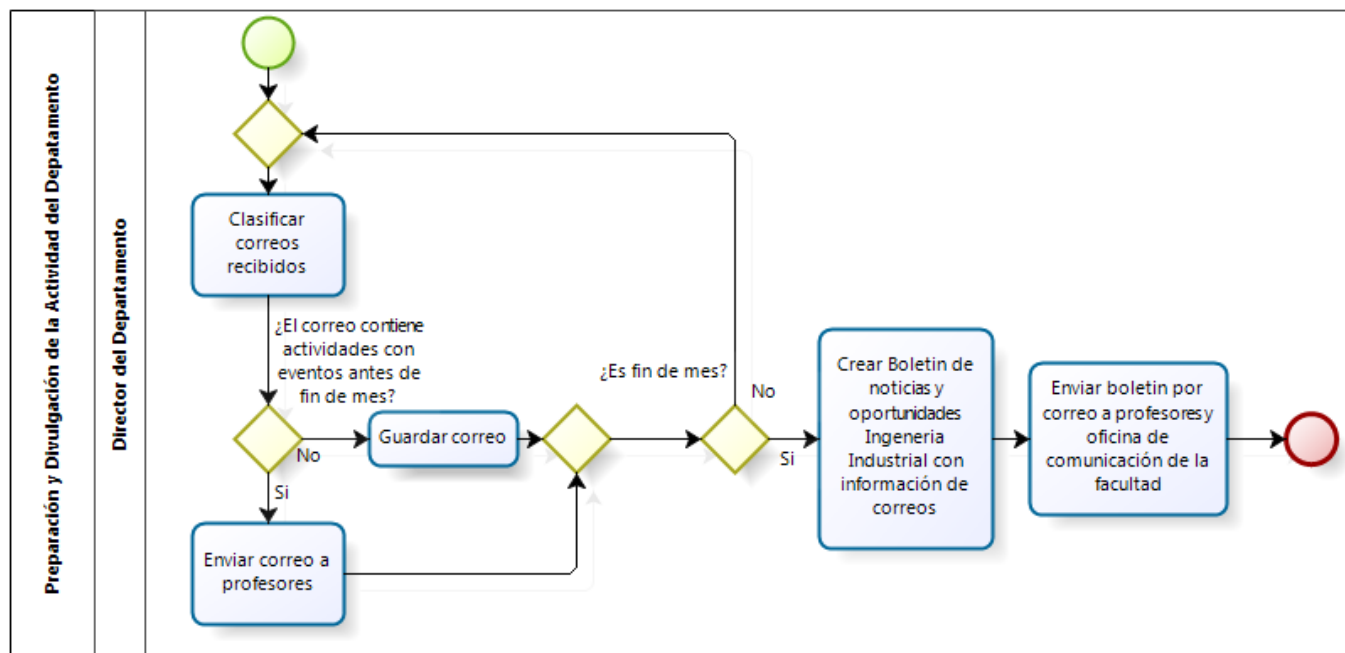 Preparación y Divulgación de la Actividad del Depatamento
Director del Departamento
Clasificar
correos
recibidos
¿El correo contiene
actividades con
eventos antes de
fin de mes?
No
Guardar correo
Si
Enviar correo a
profesores
¿Es fin de mes?
No
Si
Crear Boletin de
noticias y
oportunidades
Ingeneria
Industrial con
información de
correos
Enviar boletin por
correo a profesores y
oficina de
comunicación de la
facultad